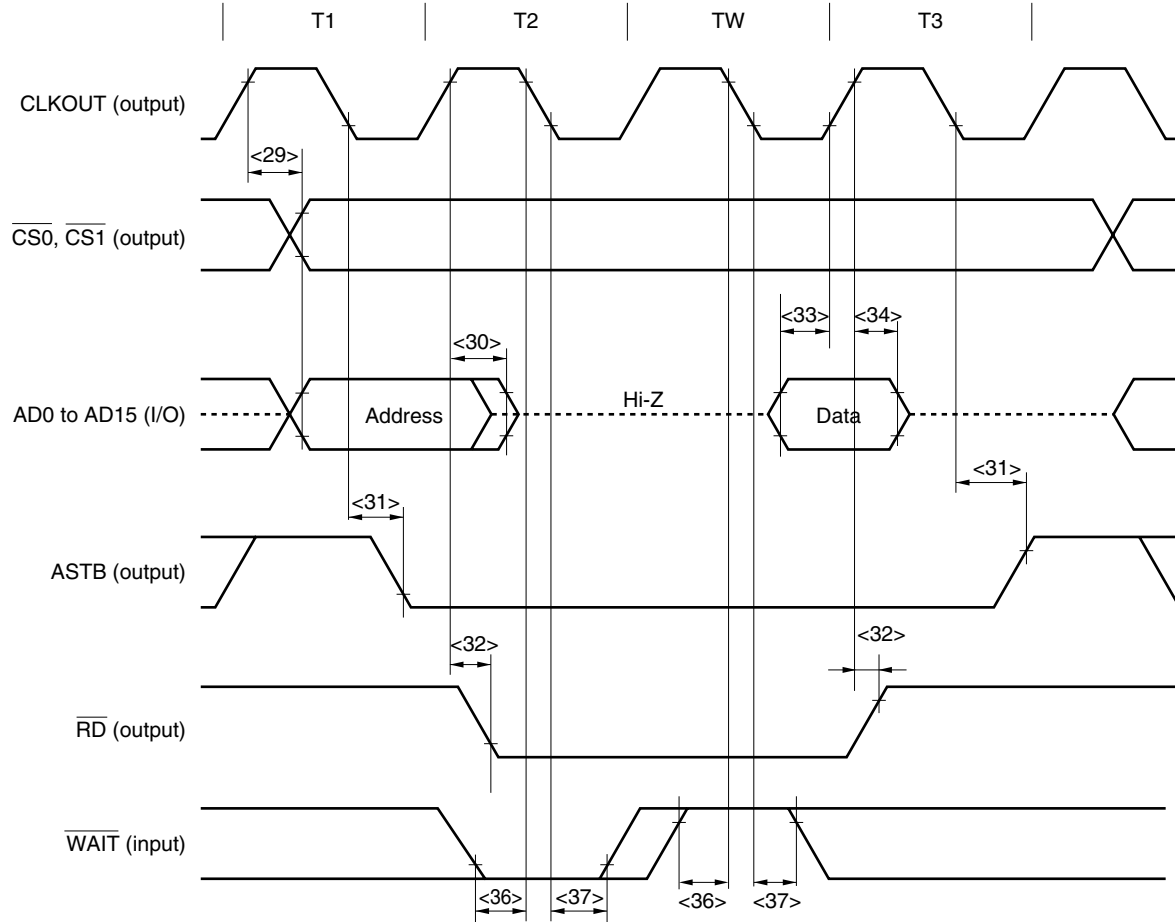 T1 T2 TW T3
CLKOUT (output)
<29>
CS0, CS1 (output)
<33> <34>
<30>
Hi-Z
AD0 to AD15 (I/O) Address Data
<31>
<31>
ASTB (output)
<32> <32>
RD (output)
WAIT (input)
<36> <37> <36> <37>